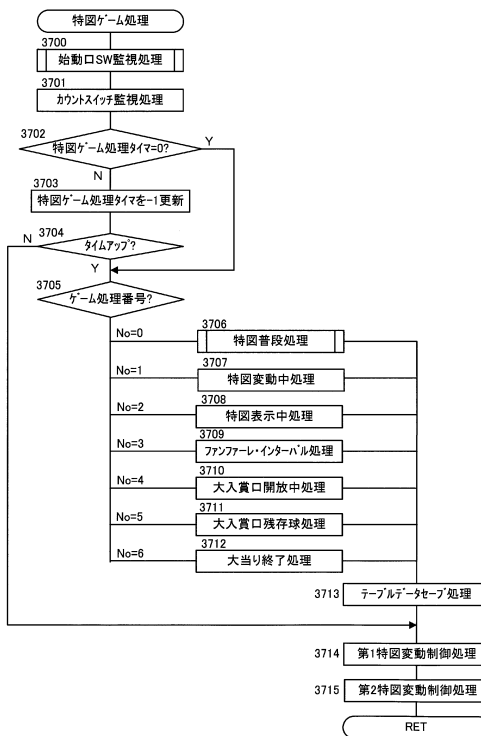 特図ゲーム処理
3700
始動口SW監視処理
3701
カウントスイッチ監視処理
3702
特図ゲーム処理タイマ=0?
Y
N
3703
特図ゲーム処理タイマを-1更新
3704
N
タイムアップ?
Y
3705
ゲーム処理番号?
No=0
3706
特図普段処理
No=1
3707
特図変動中処理
No=2
3708
特図表示中処理
No=3
3709
ファンファーレ・インターバル処理
No=4
3710
大入賞口開放中処理
No=5
3711
大入賞口残存球処理
No=6
3712
大当り終了処理
3713
テーブルデータセーブ処理
3714
第1特図変動制御処理
3715
第2特図変動制御処理
RET